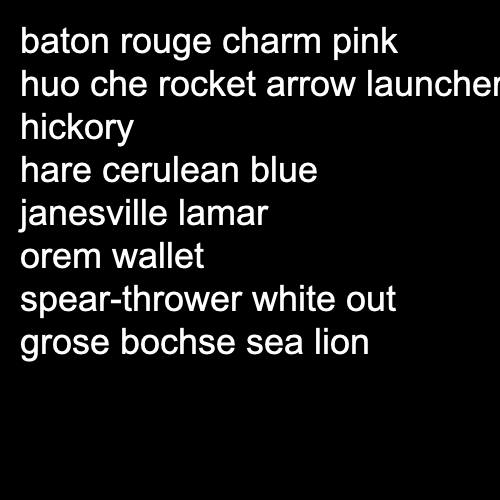 baton rouge charm pink
huo che rocket arrow launcher
hickory
hare cerulean blue
janesville lamar
orem wallet
spear-thrower white out
grose bochse sea lion